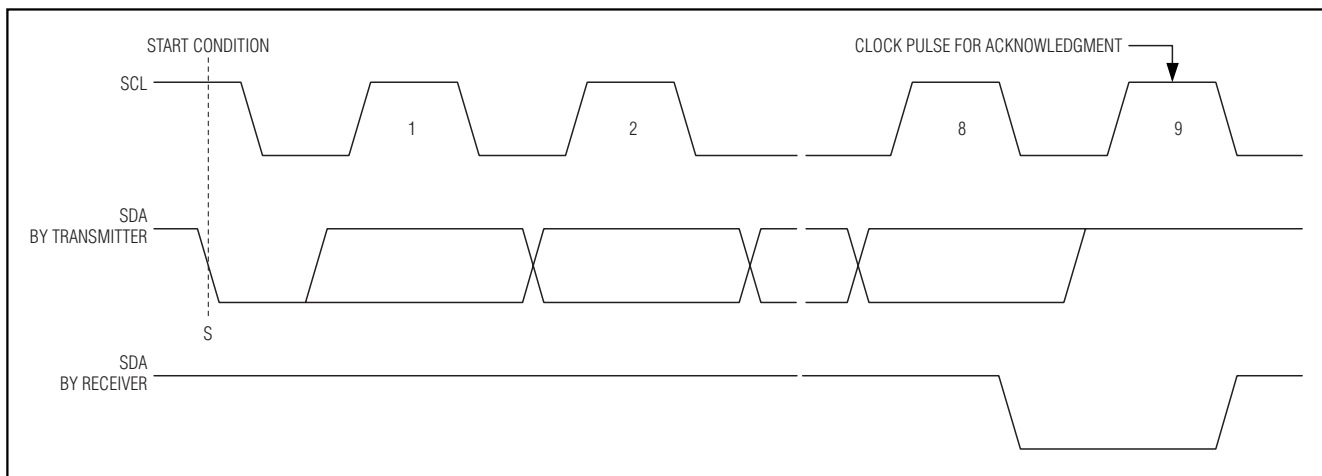 START CONDITION
CLOCK PULSE FOR ACKNOWLEDGMENT
SCL
1
2
8
9
SDA
BY TRANSMITTER
S
SDA
BY RECEIVER